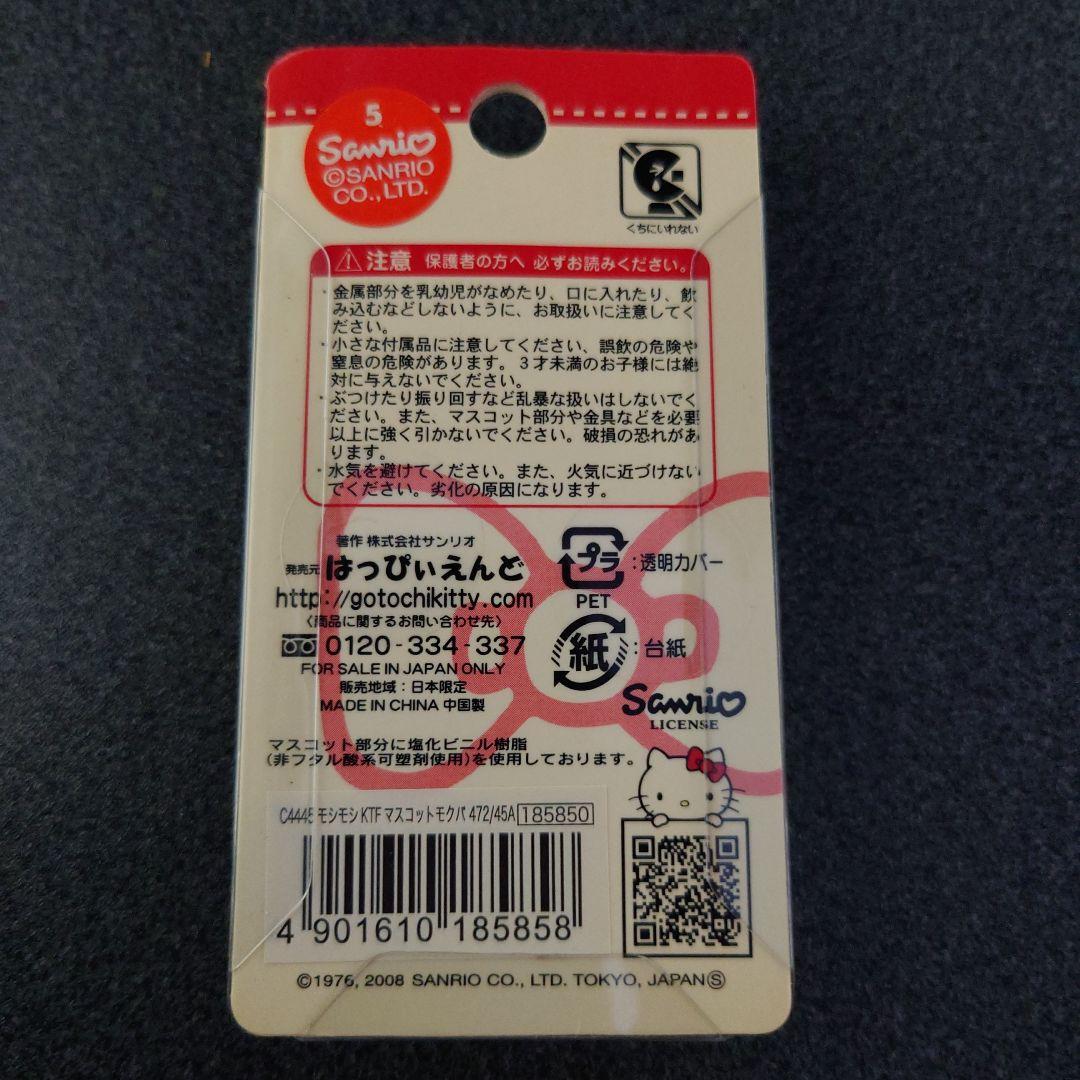 5
Sanrio
©SANRIO
CO., LTD.
くちにいれない
注意 保護者の方へ 必ずお読みください。
・金属部分を乳幼児がなめたり、口に入れたり、飲
み込むなどしないように、お取扱いに注意してく
ださい。
・小さな付属品に注意してください、誤飲の危険や
窒息の危険があります。3才未満のお子様には絶
対に与えないでください。
・ぶつけたり振り回すなど乱暴な扱いはしないでく
ださい。また、マスコット部分や金具などを必要
以上に強く引かないでください。破損の恐れがあ
ります。
・水気を避けてください。また、火気に近づけない
でください。劣化の原因になります。
著作 株式会社サンリオ
発売元 はっぴぃえんど
http://gotochikitty.com
〈商品に関するお問い合わせ先〉
0120-334-337
FOR SALE IN JAPAN ONLY
販売地域：日本限定
MADE IN CHINA 中国製
プラ :透明カバー
PET
紙 :台紙
Sanrio
LICENSE
マスコット部分に塩化ビニル樹脂
(非フタル酸系可塑剤使用)を使用しております。
C4445 モシモシ KTF マスコットモクバ 472/45A 185850
4 901610 185858
©1976, 2008 SANRIO CO., LTD. TOKYO, JAPAN Ⓢ